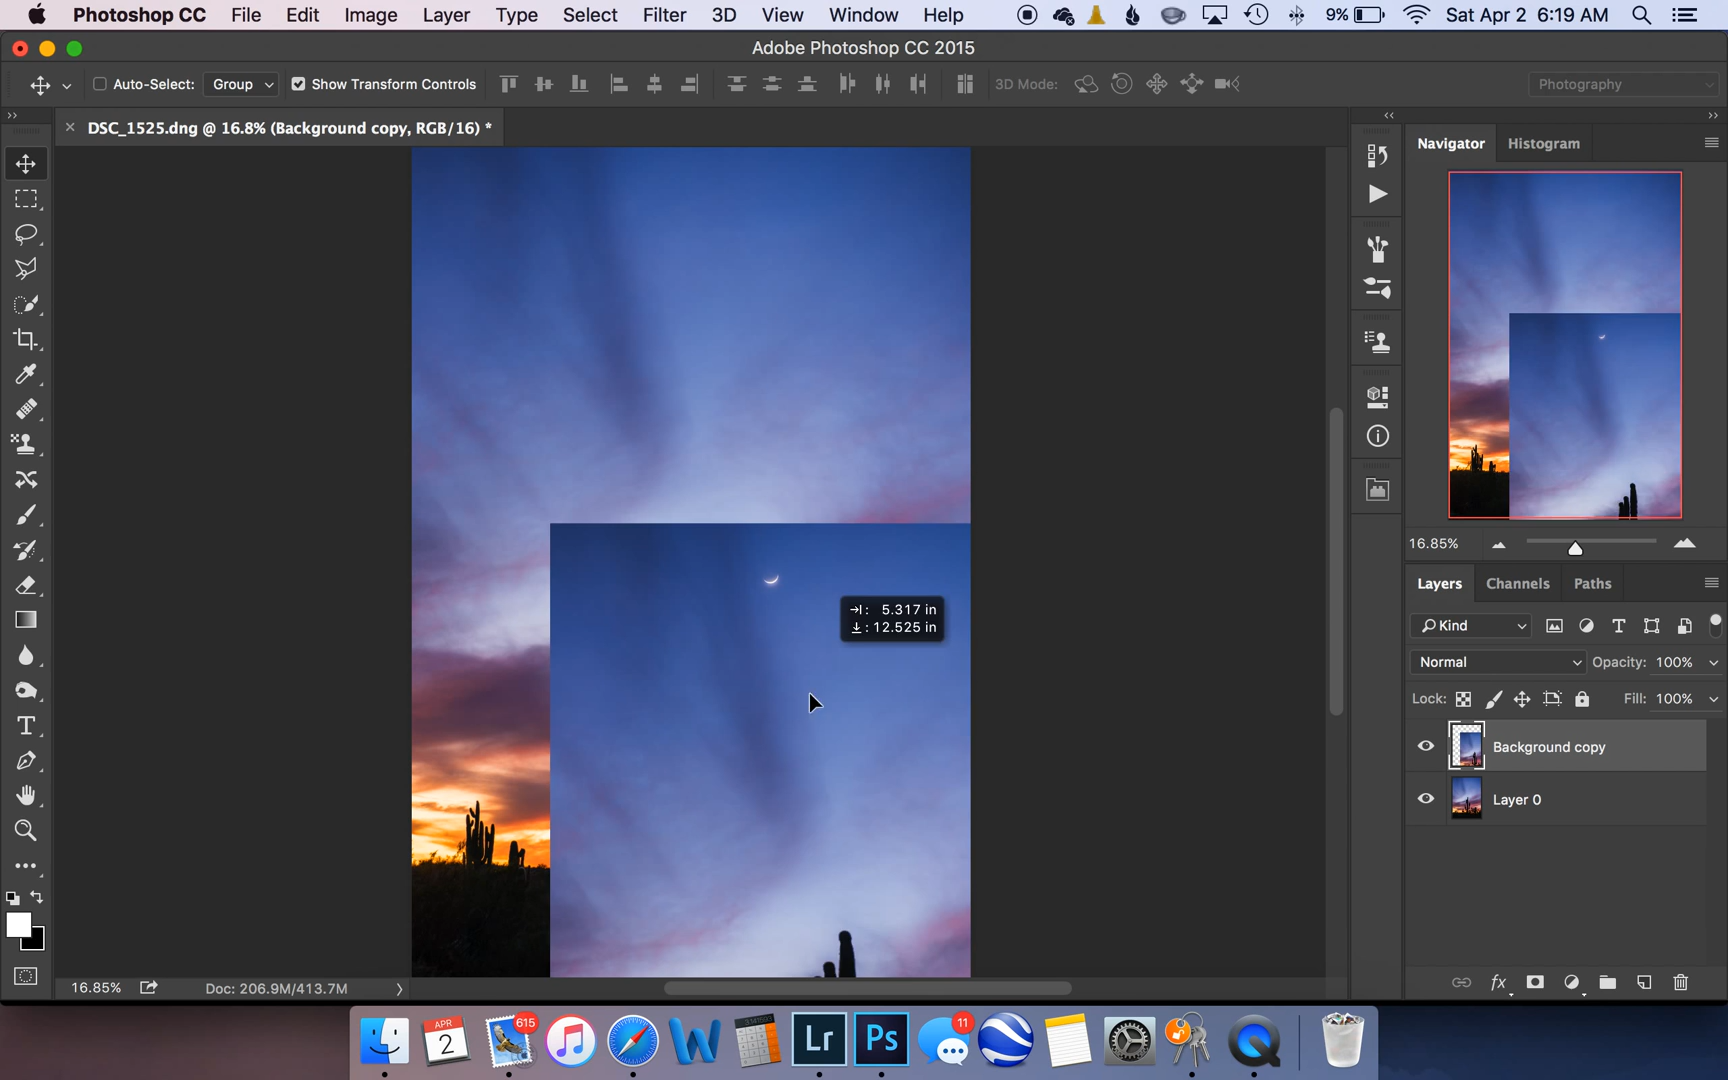 Photoshop CC File Edit Image Layer Type Select Filter 3D View Window Help 9% Sat Apr 2 6:19 AM
Adobe Photoshop CC 2015
Auto-Select: Group Show Transform Controls 3D Mode: Photography
DSC_1525.dng @ 16.8% (Background copy, RGB/16) *
Navigator Histogram
16.85%
Layers Channels Paths
Kind
Normal Opacity: 100%
Lock: Fill: 100%
Background copy
Layer 0
5.317 in
12.525 in
16.85% Doc: 206.9M/413.7M
APR
2
615
Lr
Ps
11